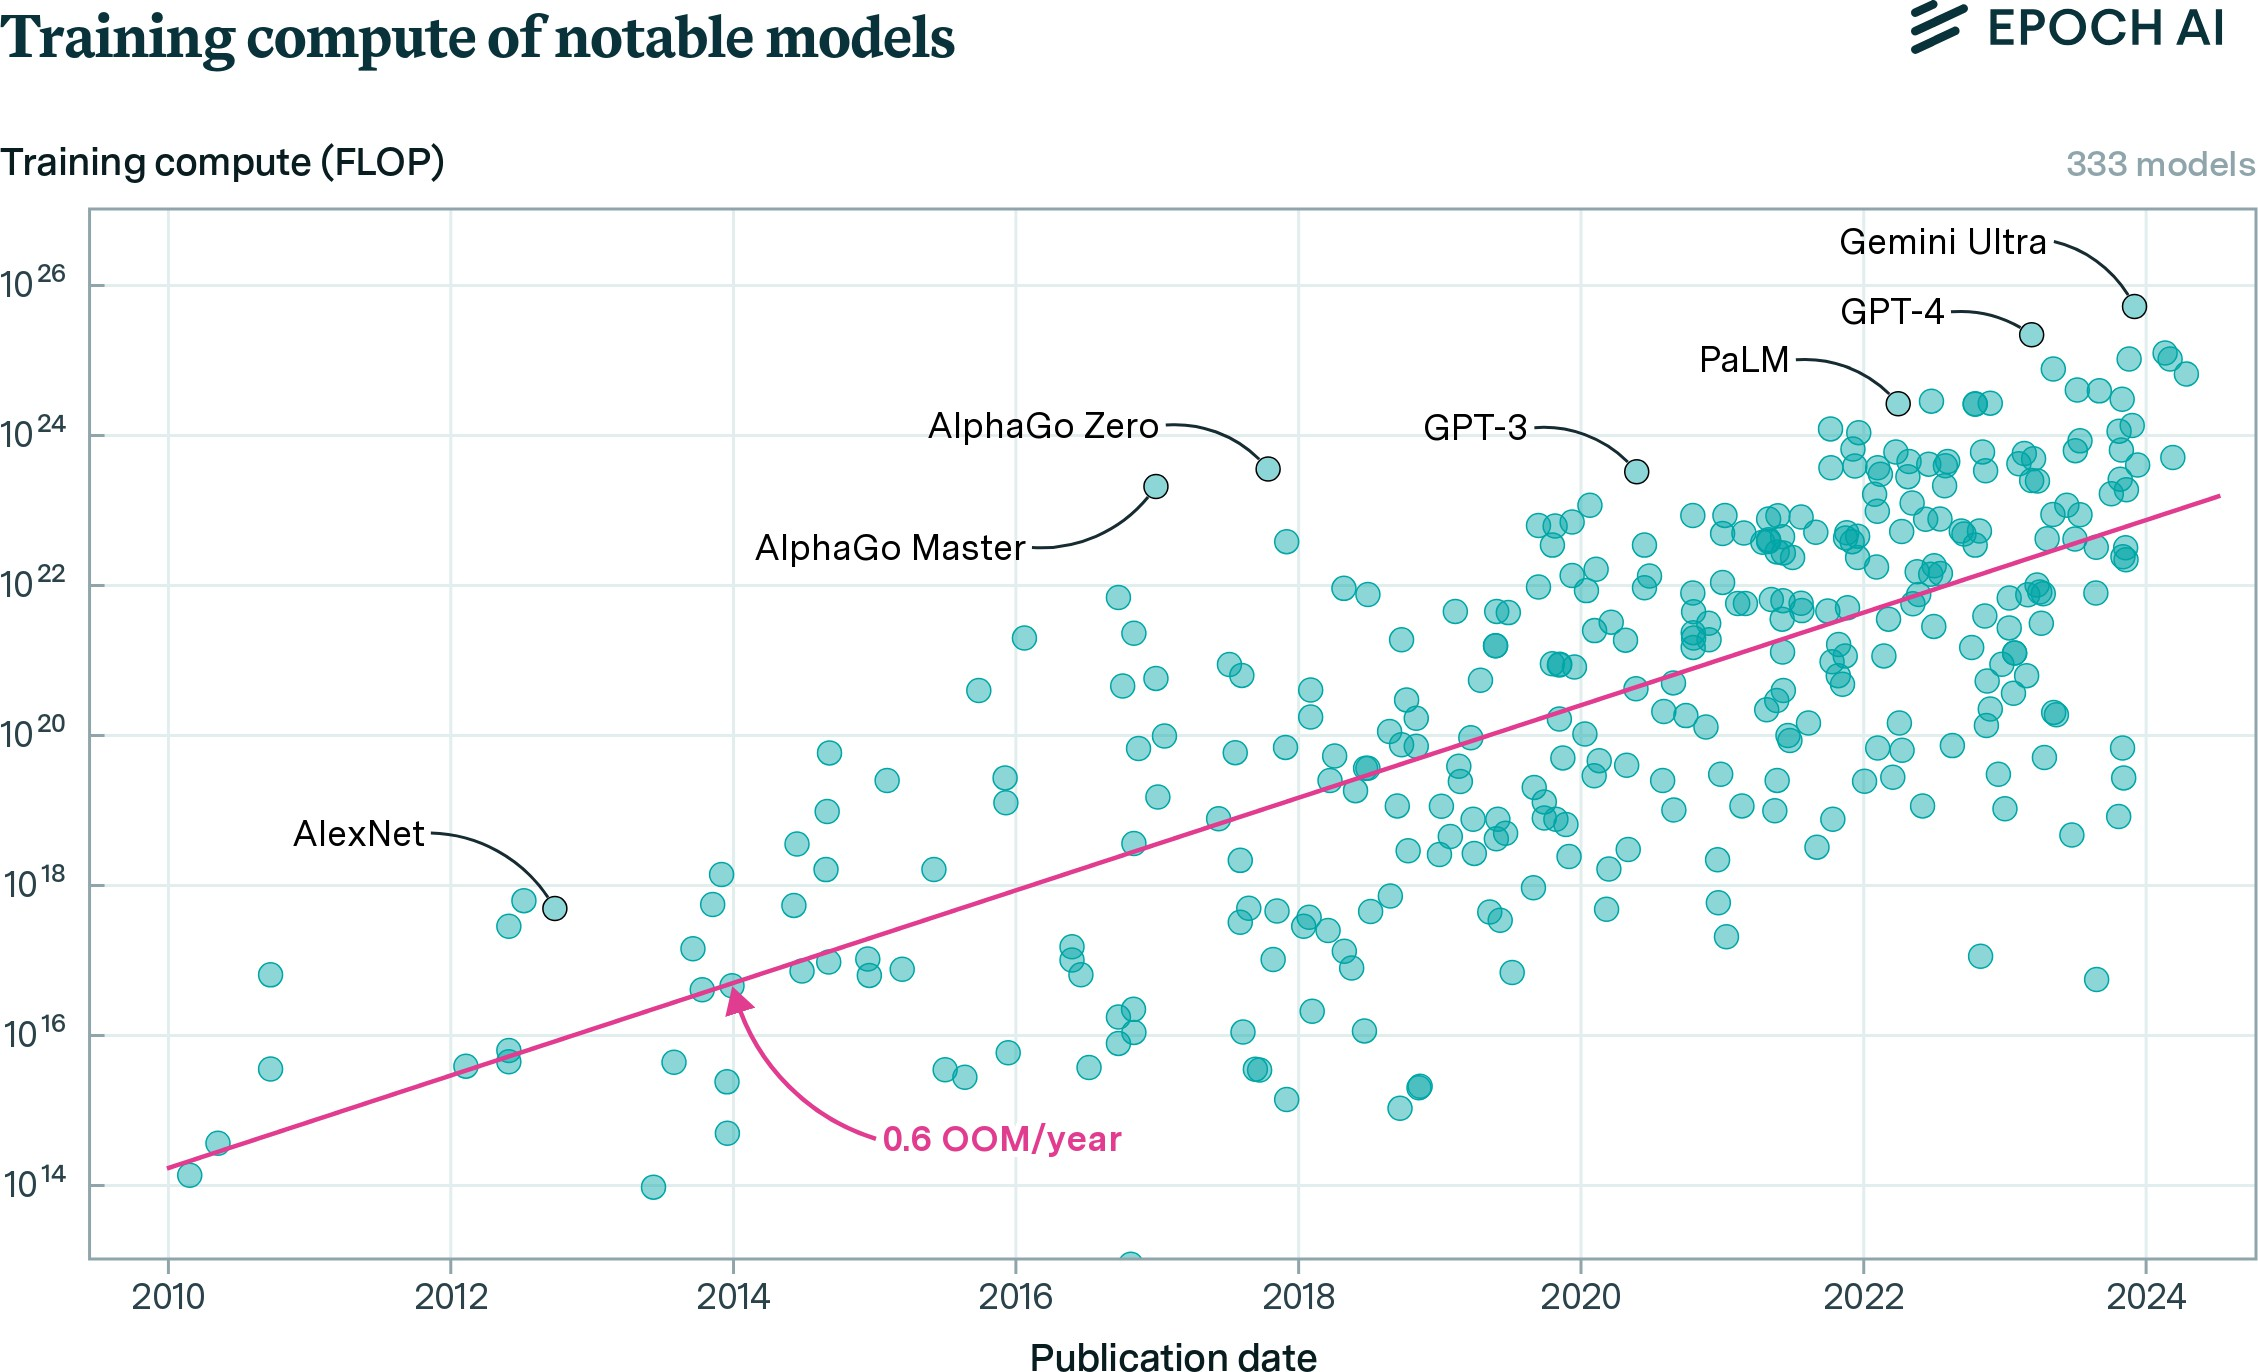 Training compute of notable models
EPOCH AI
Training compute (FLOP)
333 models
10^26
10^24
10^22
10^20
10^18
10^16
10^14
Gemini Ultra
GPT-4
PaLM
AlphaGo Zero
GPT-3
AlphaGo Master
AlexNet
0.6 OOM/year
2010 2012 2014 2016 2018 2020 2022 2024
Publication date